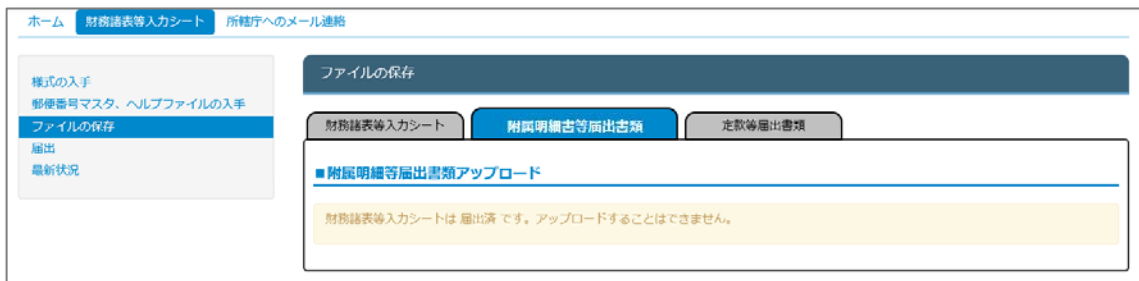 ホーム 財務諸表等入力シート 所轄庁へのメール連絡
様式の入手
郵便番号マスタ、ヘルプファイルの入手
ファイルの保存
届出
最新状況
ファイルの保存
財務諸表等入力シート 附属明細書等届出書類 定款等届出書類
■附属明細等届出書類アップロード
財務諸表等入力シートは 届出済 です。アップロードすることはできません。